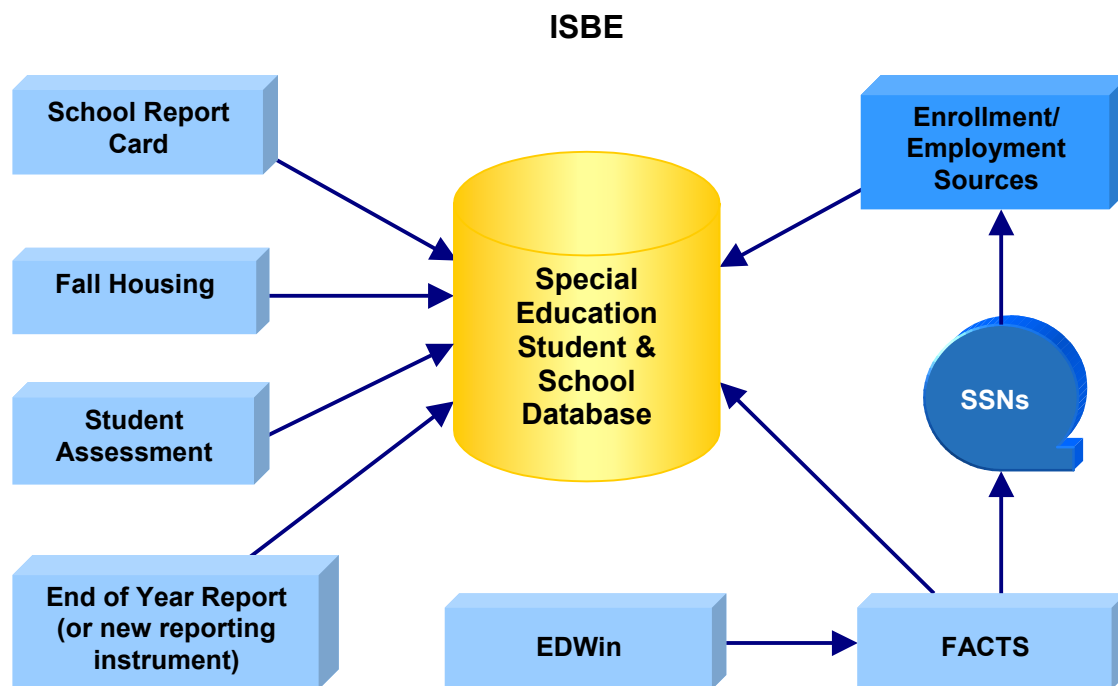 ISBE
School Report
Card
Fall Housing
Student
Assessment
End of Year Report
(or new reporting
instrument)
Special
Education
Student &
School
Database
Enrollment/
Employment
Sources
SSNs
EDWin
FACTS